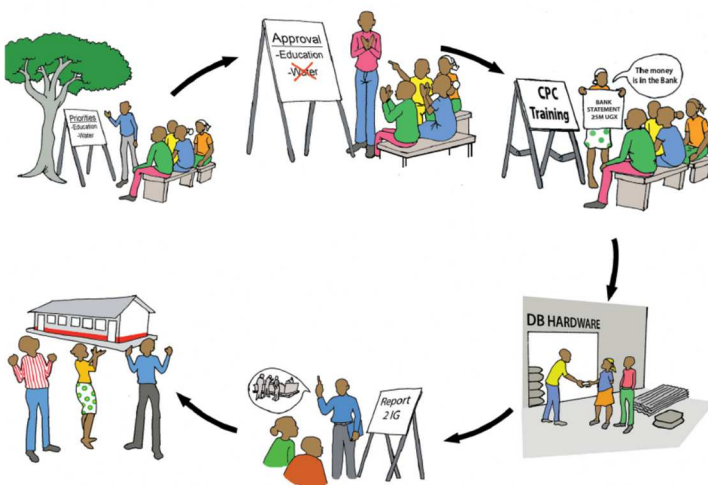 Priorities
-Education
-Water
Approval
-Education
-Water
CPC
Training
BANK
STATEMENT
25M UGX
The money
is in the Bank
DB HARDWARE
Report
2 IG